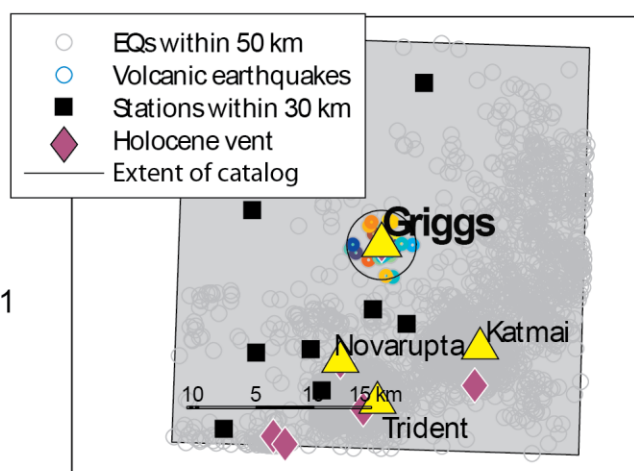 EQs within 50 km
Volcanic earthquakes
Stations within 30 km
Holocene vent
Extent of catalog
Griggs
1
Novarupta
Katmai
10 5 15 km
Trident